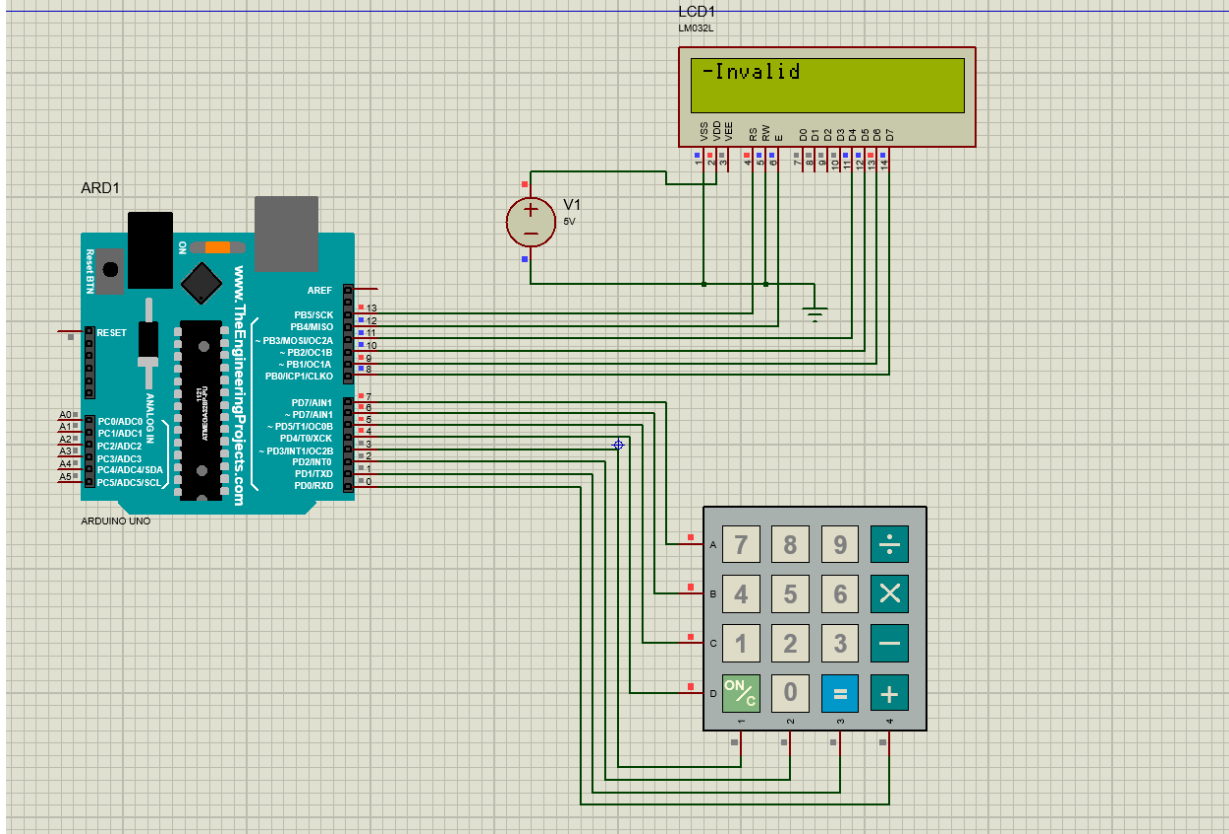 LCD1
LM032L
-Invalid
VSS
VDD
VEE
RS
RW
E
D0
D1
D2
D3
D4
D5
D6
D7
1
2
3
4
5
6
7
8
9
10
11
12
13
14
V1
5V
+
−
ARD1
Reset BTN
ON
www.TheEngineeringProjects.com
ANALOG IN
1121
ATMEGA328P-PU
RESET
AREF
PB5/SCK 13
PB4/MISO 12
~ PB3/MOSI/OC2A 11
~ PB2/OC1B 10
~ PB1/OC1A 9
PB0/ICP1/CLKO 8
PD7/AIN1 7
~ PD7/AIN1 6
~ PD5/T1/OC0B 5
PD4/T0/XCK 4
~ PD3/INT1/OC2B 3
PD2/INT0 2
PD1/TXD 1
PD0/RXD 0
A0 PC0/ADC0
A1 PC1/ADC1
A2 PC2/ADC2
A3 PC3/ADC3
A4 PC4/ADC4/SDA
A5 PC5/ADC5/SCL
ARDUINO UNO
A 7 8 9 ÷
B 4 5 6 ×
C 1 2 3 −
D ON/C 0 = +
1 2 3 4